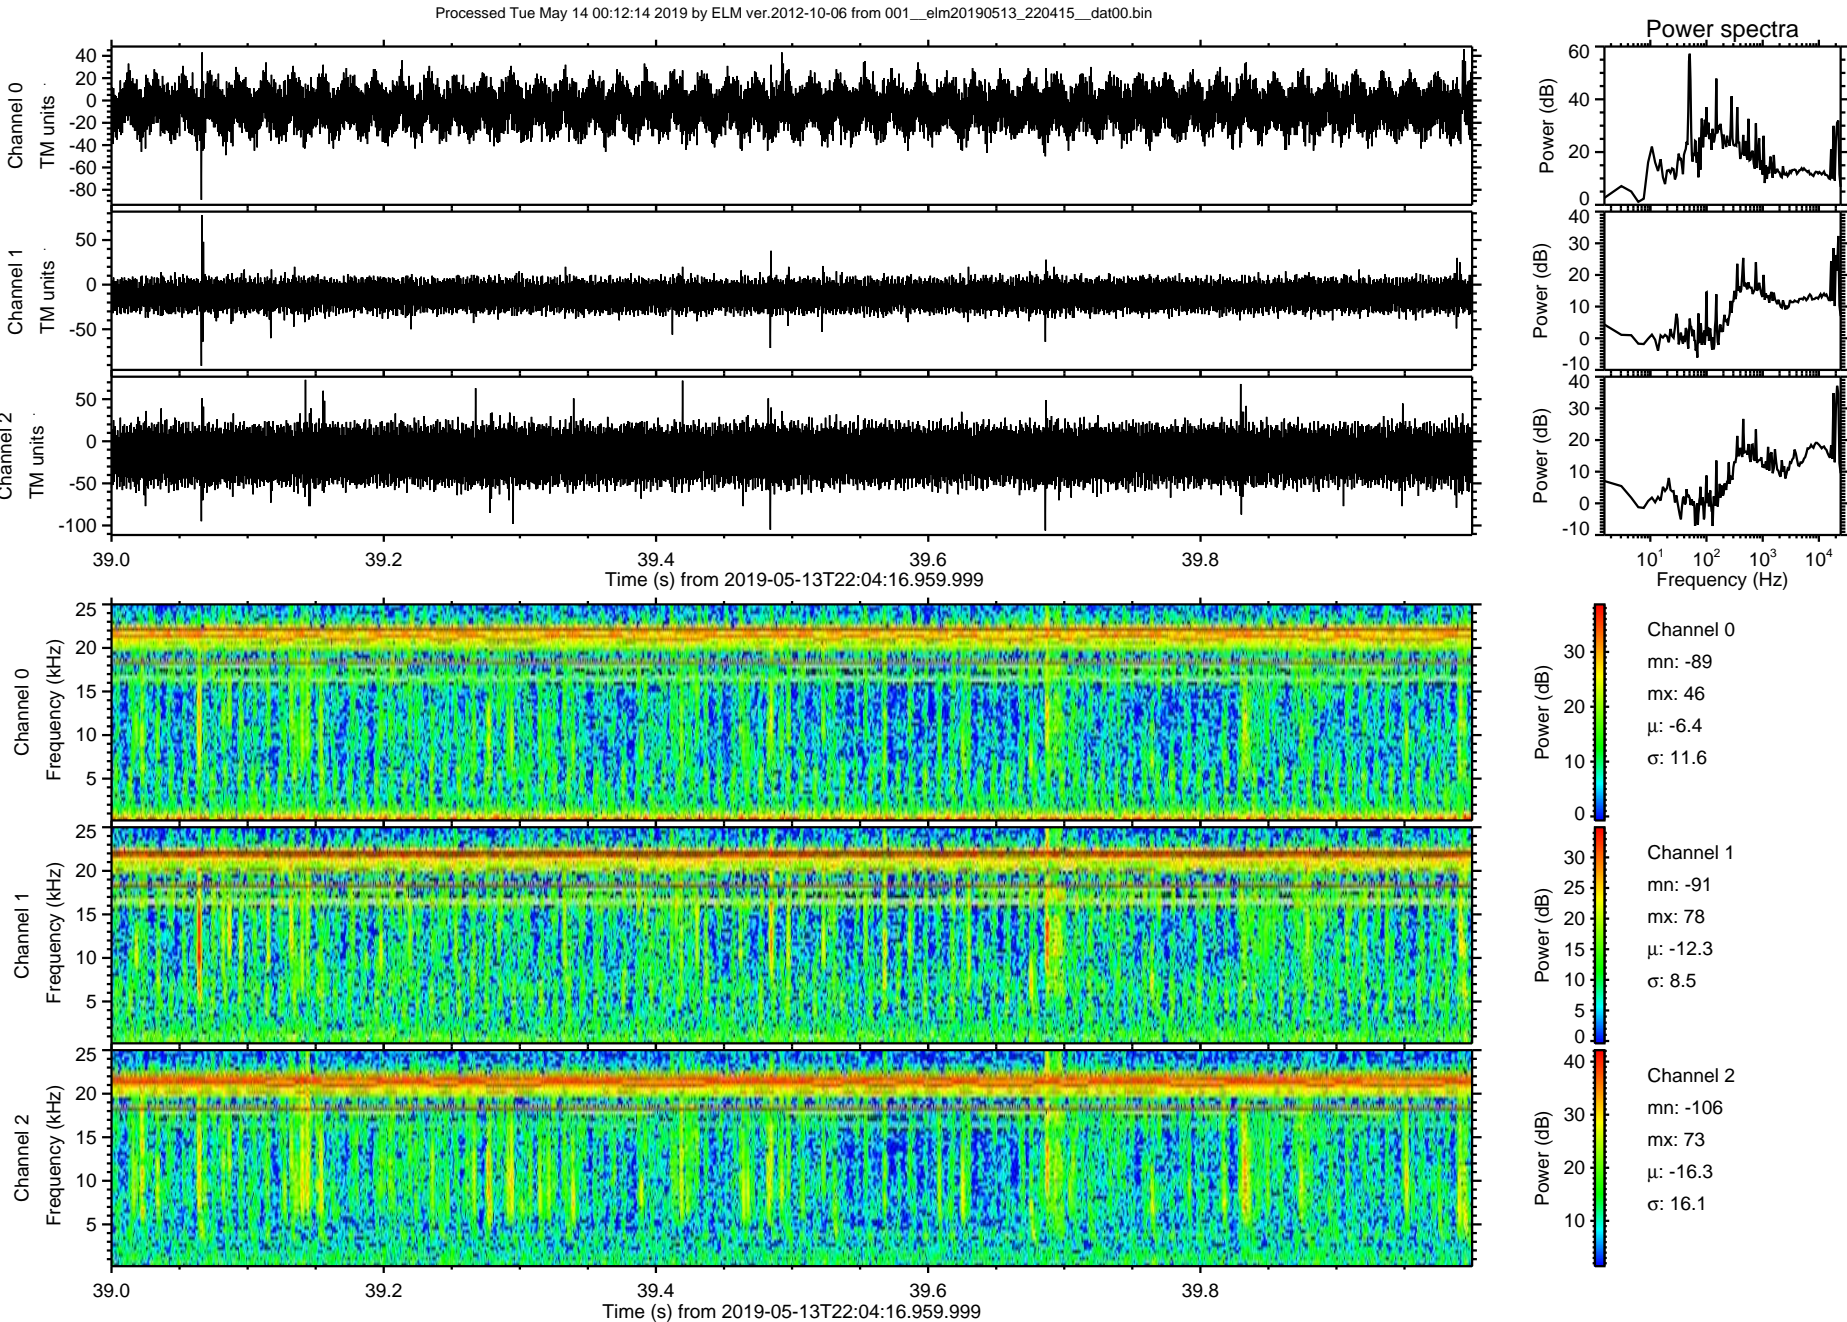 Processed Tue May 14 00:12:14 2019 by ELM ver.2012-10-06 from 001__elm20190513_220415__dat00.bin
Power spectra
Channel 0
TM units
40
20
0
-20
-40
-60
-80
Power (dB)
60
40
20
0
Channel 1
TM units
50
0
-50
Power (dB)
40
30
20
10
0
-10
Channel 2
TM units
50
0
-50
-100
Power (dB)
40
30
20
10
0
-10
39.0 39.2 39.4 39.6 39.8
Time (s) from 2019-05-13T22:04:16.959.999
10^1 10^2 10^3 10^4
Frequency (Hz)
Channel 0
Frequency (kHz)
25
20
15
10
5
Power (dB)
30
20
10
0
Channel 0
mn: -89
mx: 46
μ: -6.4
σ: 11.6
Channel 1
Frequency (kHz)
25
20
15
10
5
Power (dB)
30
25
20
15
10
5
0
Channel 1
mn: -91
mx: 78
μ: -12.3
σ: 8.5
Channel 2
Frequency (kHz)
25
20
15
10
5
Power (dB)
40
30
20
10
Channel 2
mn: -106
mx: 73
μ: -16.3
σ: 16.1
39.0 39.2 39.4 39.6 39.8
Time (s) from 2019-05-13T22:04:16.959.999